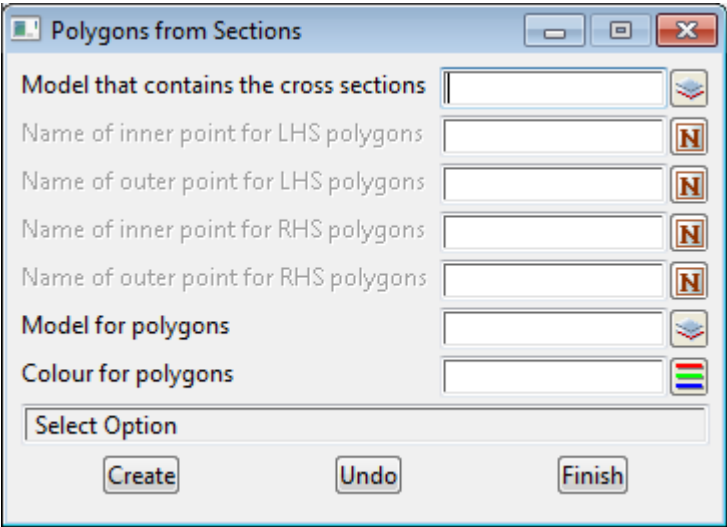 Polygons from Sections
Model that contains the cross sections
Name of inner point for LHS polygons N
Name of outer point for LHS polygons N
Name of inner point for RHS polygons N
Name of outer point for RHS polygons N
Model for polygons
Colour for polygons
Select Option
Create Undo Finish